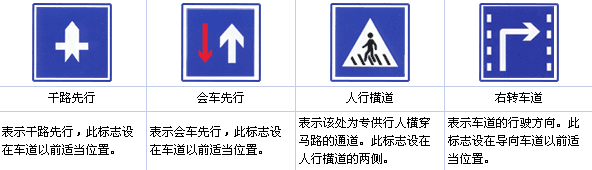 干路先行
会车先行
人行横道
右转车道
表示干路先行，此标志设
在车道以前适当位置。
表示会车先行，此标志设
在车道以前适当位置。
表示该处为专供行人横穿
马路的通道。此标志设在
人行横道的两侧。
表示车道的行驶方向。此
标志设在导向车道以前适
当位置。